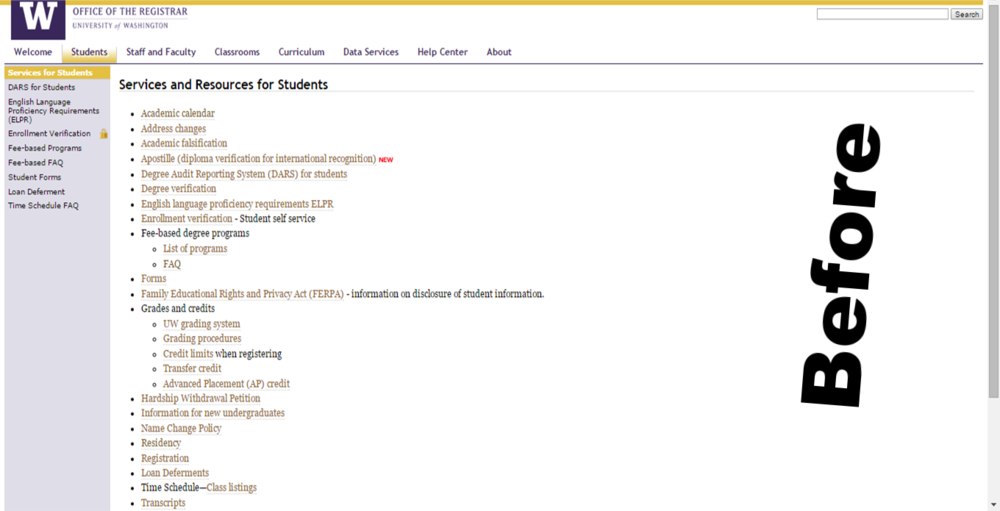 W
OFFICE OF THE REGISTRAR
UNIVERSITY of WASHINGTON
Search
Welcome Students Staff and Faculty Classrooms Curriculum Data Services Help Center About
Services for Students
DARS for Students
English Language
Proficiency Requirements
(ELPR)
Enrollment Verification
Fee-based Programs
Fee-based FAQ
Student Forms
Loan Deferment
Time Schedule FAQ
Services and Resources for Students
Academic calendar
Address changes
Academic falsification
Apostille (diploma verification for international recognition) NEW
Degree Audit Reporting System (DARS) for students
Degree verification
English language proficiency requirements ELPR
Enrollment verification - Student self service
Fee-based degree programs
List of programs
FAQ
Forms
Family Educational Rights and Privacy Act (FERPA) - information on disclosure of student information.
Grades and credits
UW grading system
Grading procedures
Credit limits when registering
Transfer credit
Advanced Placement (AP) credit
Hardship Withdrawal Petition
Information for new undergraduates
Name Change Policy
Residency
Registration
Loan Deferments
Time Schedule—Class listings
Transcripts
Before